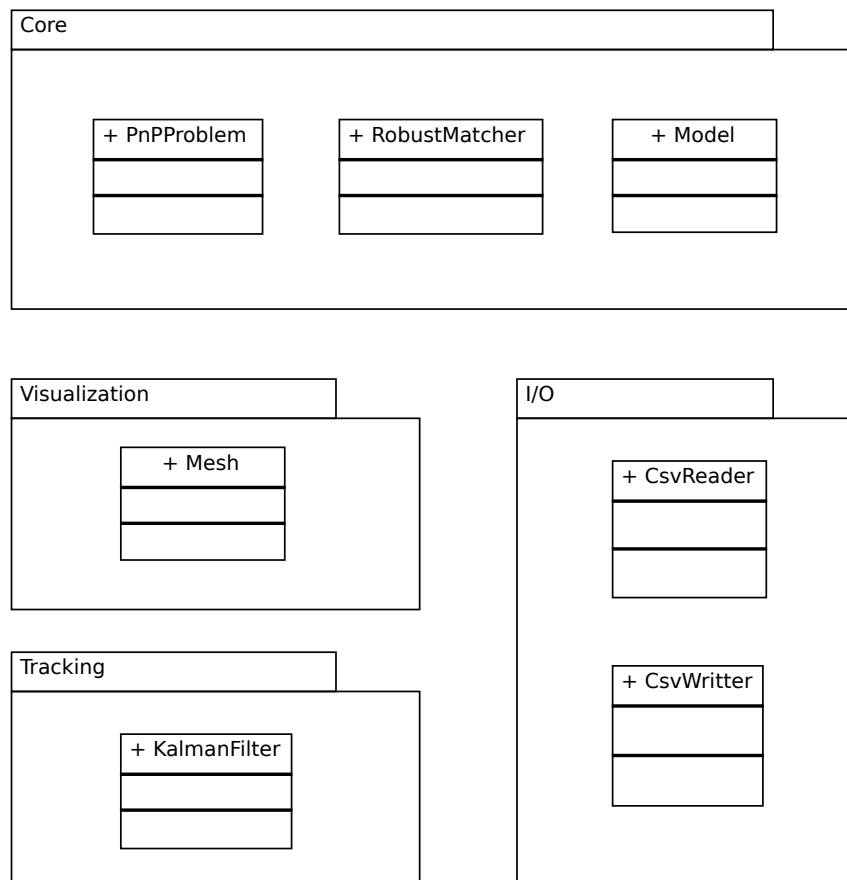 Core
+ PnPProblem
+ RobustMatcher
+ Model
Visualization
+ Mesh
I/O
+ CsvReader
+ CsvWritter
Tracking
+ KalmanFilter